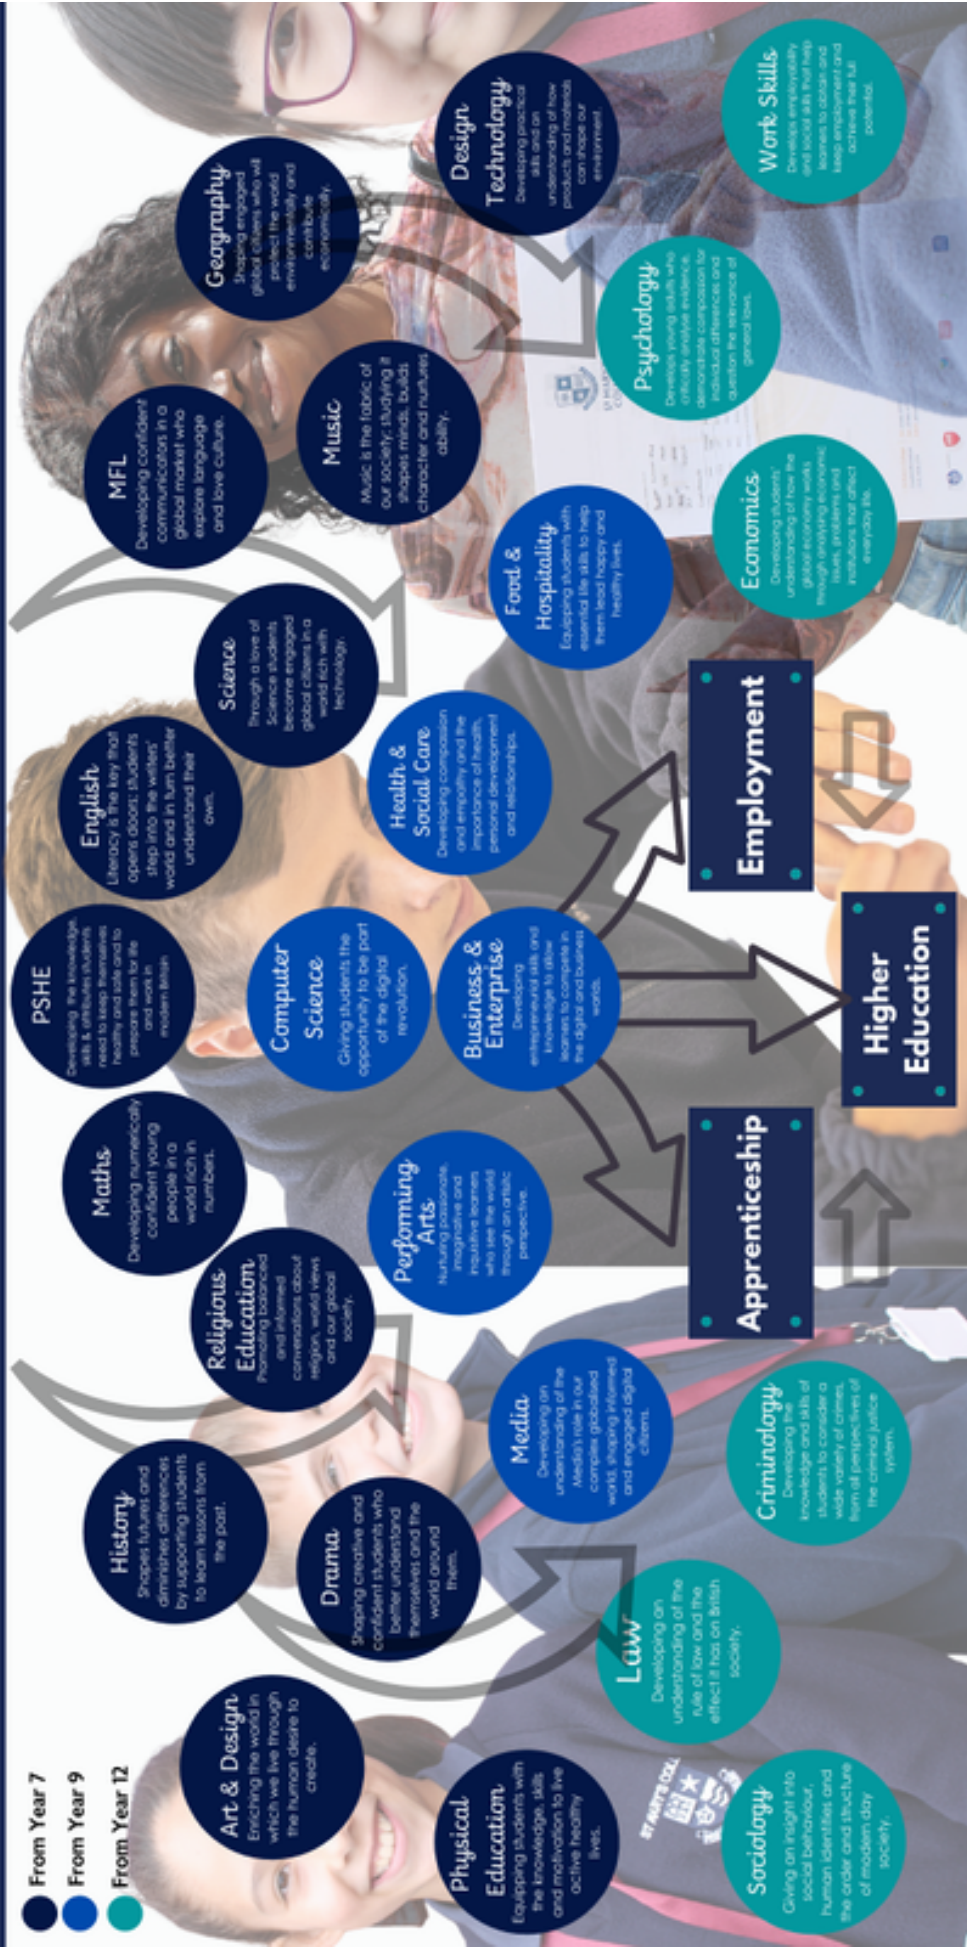 From Year 7
From Year 9
From Year 12
PSHE
Developing the knowledge,
skills & attributes students
need to keep themselves
healthy and safe and to
prepare them for life
and work in
modern Britain
Maths
Developing numerically
confident young
people in a
world rich in
numbers.
English
Literacy is the key that
opens doors; students
step into the writers'
world and in turn better
understand their
own.
History
Shapes futures and
diminishes differences
by supporting students
to learn lessons from
the past.
Religious
Education
Promoting balanced
and informed
conversations about
religion, world views
and our global
society.
Science
Through a love of
Science students
become engaged
global citizens in a
world rich with
technology.
MFL
Developing confident
communicators in a
global market who
explore language
and love culture.
Art & Design
Enriching the world in
which we live through
the human desire to
create.
Drama
Shaping creative and
confident students who
better understand
themselves and the
world around
them.
Computer
Science
Giving students the
opportunity to be part
of the digital
revolution.
Music
Music is the fabric of
our society; studying it
shapes minds, builds
character and nurtures
ability.
Geography
Shaping engaged
global citizens who will
protect the world
environmentally and
contribute
economically.
Physical
Education
Equipping students with
the knowledge, skills
and motivation to live
active healthy
lives.
Media
Developing an
understanding of the
Media's role in our
complex globalised
world, shaping informed
and engaged digital
citizens.
Performing
Arts
Nurturing passionate,
imaginative and
inquisitive learners
who see the world
through an artistic
perspective.
Business &
Enterprise
Developing
entrepreneurial skills and
knowledge to allow
learners to compete in
the digital and business
worlds.
Health &
Social Care
Developing compassion
and empathy and the
importance of health,
personal development
and relationships.
Food &
Hospitality
Equipping students with
essential life skills to help
them lead happy and
healthy lives.
Design
Technology
Developing practical
skills and an
understanding of how
products and materials
can shape our
environment.
Law
Developing an
understanding of the
rule of law and the
effect it has on British
society.
Psychology
Develops young adults who
critically analyse evidence,
demonstrate compassion for
individual differences and
question the relevance of
general laws.
Sociology
Giving an insight into
social behaviour,
human identities and
the order and structure
of modern day
society.
Criminology
Developing the
knowledge and skills of
students to consider a
wide variety of crimes,
from all perspectives of
the criminal justice
system.
Economics
Developing students'
understanding of how the
global economy works
through analysing economic
issues, problems and
institutions that affect
everyday life.
Work Skills
Develops employability
and social skills that help
learners to obtain and
keep employment and
achieve their full
potential.
Apprenticeship
Higher
Education
Employment
ST MARY'S COLL